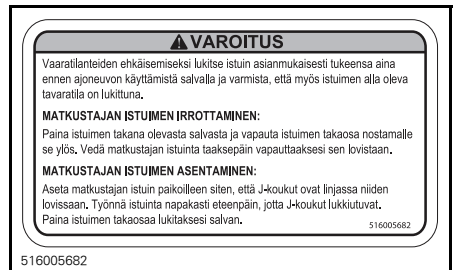 VAROITUS
Vaaratilanteiden ehkäisemiseksi lukitse istuin asianmukaisesti tukeensa aina
ennen ajoneuvon käyttämistä salvalla ja varmista, että myös istuimen alla oleva
tavaratila on lukittuna.
MATKUSTAJAN ISTUIMEN IRROTTAMINEN:
Paina istuimen takana olevasta salvasta ja vapauta istuimen takaosa nostamalle
se ylös. Vedä matkustajan istuinta taaksepäin vapauttaaksesi sen lovistaan.
MATKUSTAJAN ISTUIMEN ASENTAMINEN:
Aseta matkustajan istuin paikoilleen siten, että J-koukut ovat linjassa niiden
lovissaan. Työnnä istuinta napakasti eteenpäin, jotta J-koukut lukkiutuvat.
Paina istuimen takaosaa lukitaksesi salvan.
516005682
516005682